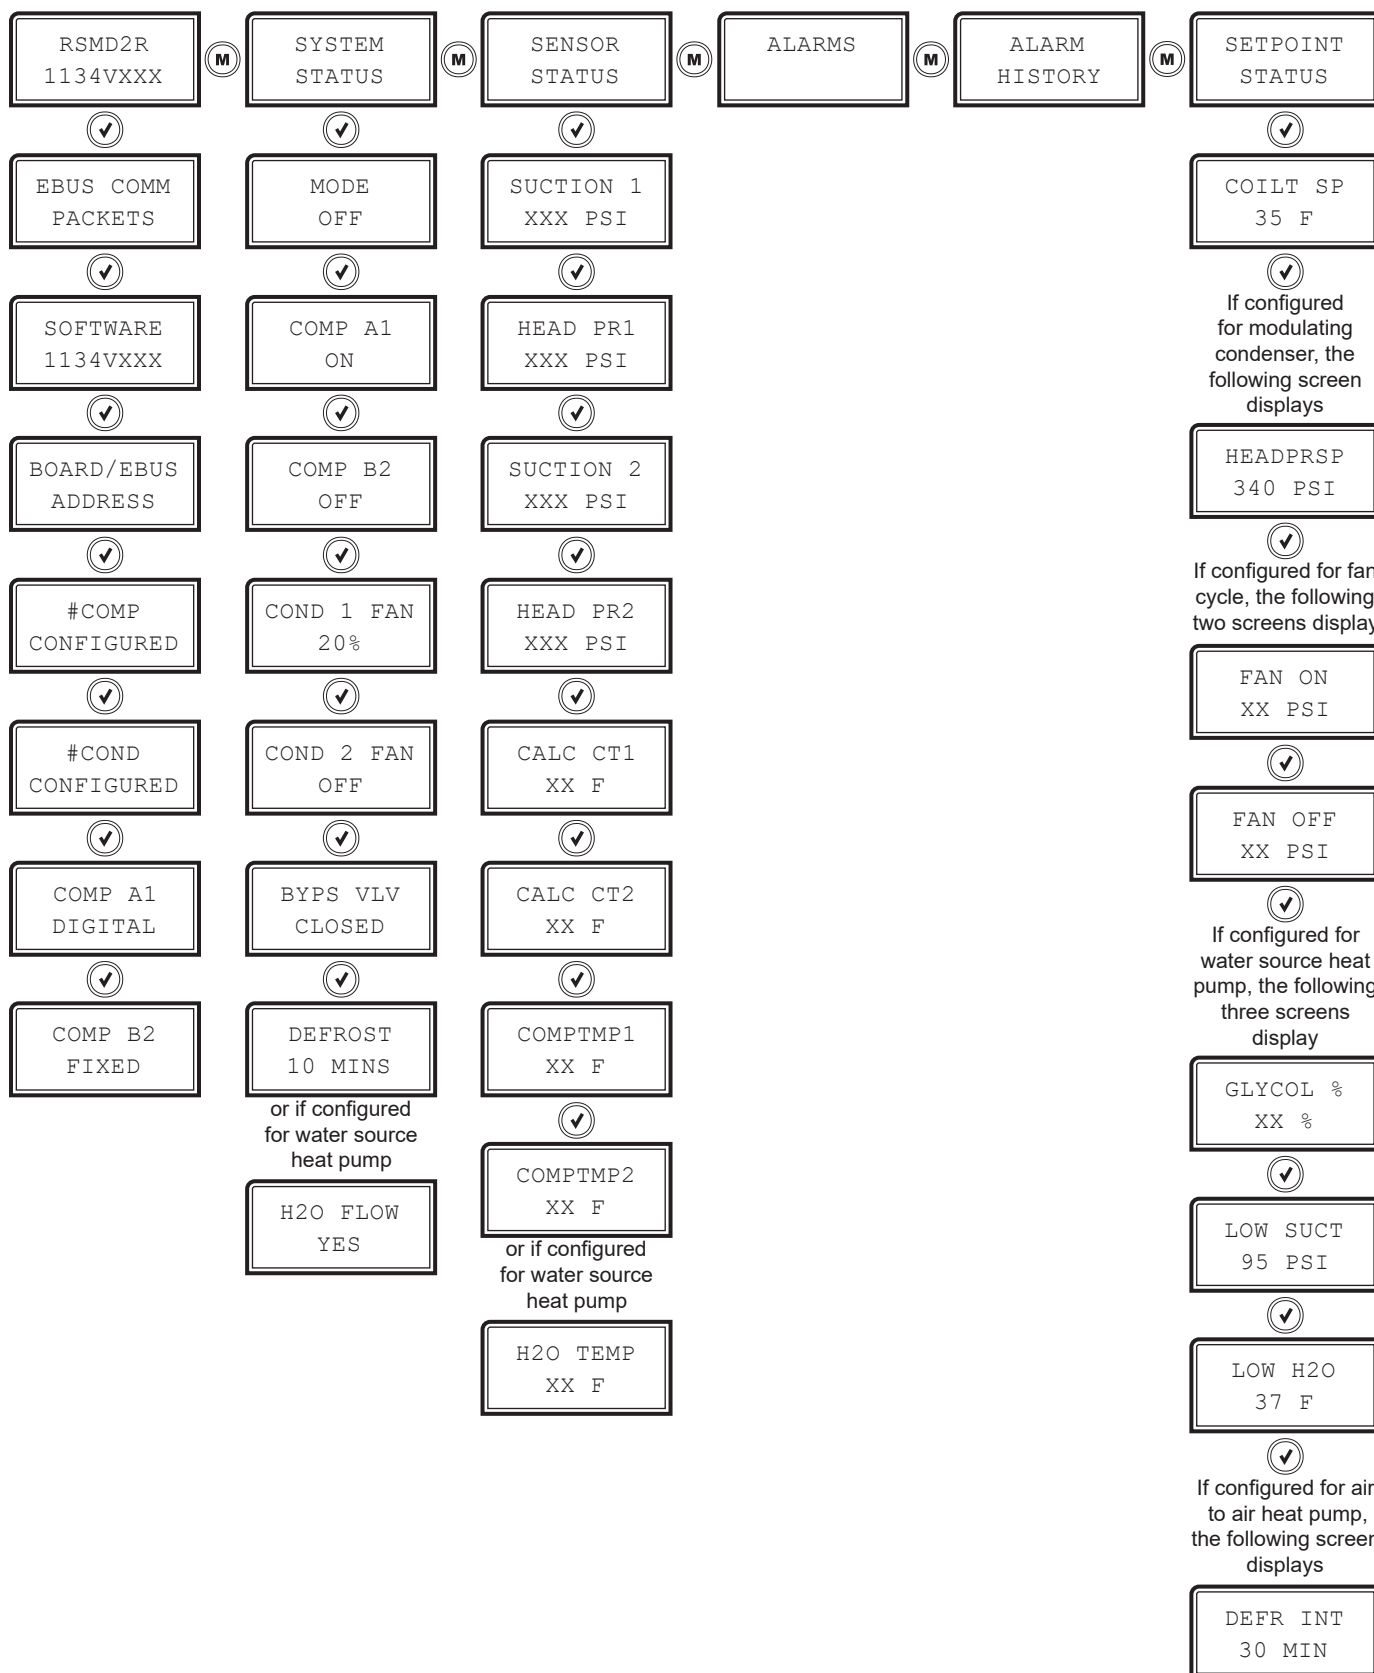 RSMD2R
1134VXXX
M
SYSTEM
STATUS
M
SENSOR
STATUS
M
ALARMS
M
ALARM
HISTORY
M
SETPOINT
STATUS
EBUS COMM
PACKETS
SOFTWARE
1134VXXX
BOARD/EBUS
ADDRESS
#COMP
CONFIGURED
#COND
CONFIGURED
COMP A1
DIGITAL
COMP B2
FIXED
MODE
OFF
COMP A1
ON
COMP B2
OFF
COND 1 FAN
20%
COND 2 FAN
OFF
BYPS VLV
CLOSED
DEFROST
10 MINS
or if configured
for water source
heat pump
H2O FLOW
YES
SUCTION 1
XXX PSI
HEAD PR1
XXX PSI
SUCTION 2
XXX PSI
HEAD PR2
XXX PSI
CALC CT1
XX F
CALC CT2
XX F
COMPTMP1
XX F
COMPTMP2
XX F
or if configured
for water source
heat pump
H2O TEMP
XX F
COILT SP
35 F
If configured
for modulating
condenser, the
following screen
displays
HEADPRSP
340 PSI
If configured for fan
cycle, the following
two screens display
FAN ON
XX PSI
FAN OFF
XX PSI
If configured for
water source heat
pump, the following
three screens
display
GLYCOL %
XX %
LOW SUCT
95 PSI
LOW H2O
37 F
If configured for air
to air heat pump,
the following screen
displays
DEFR INT
30 MIN